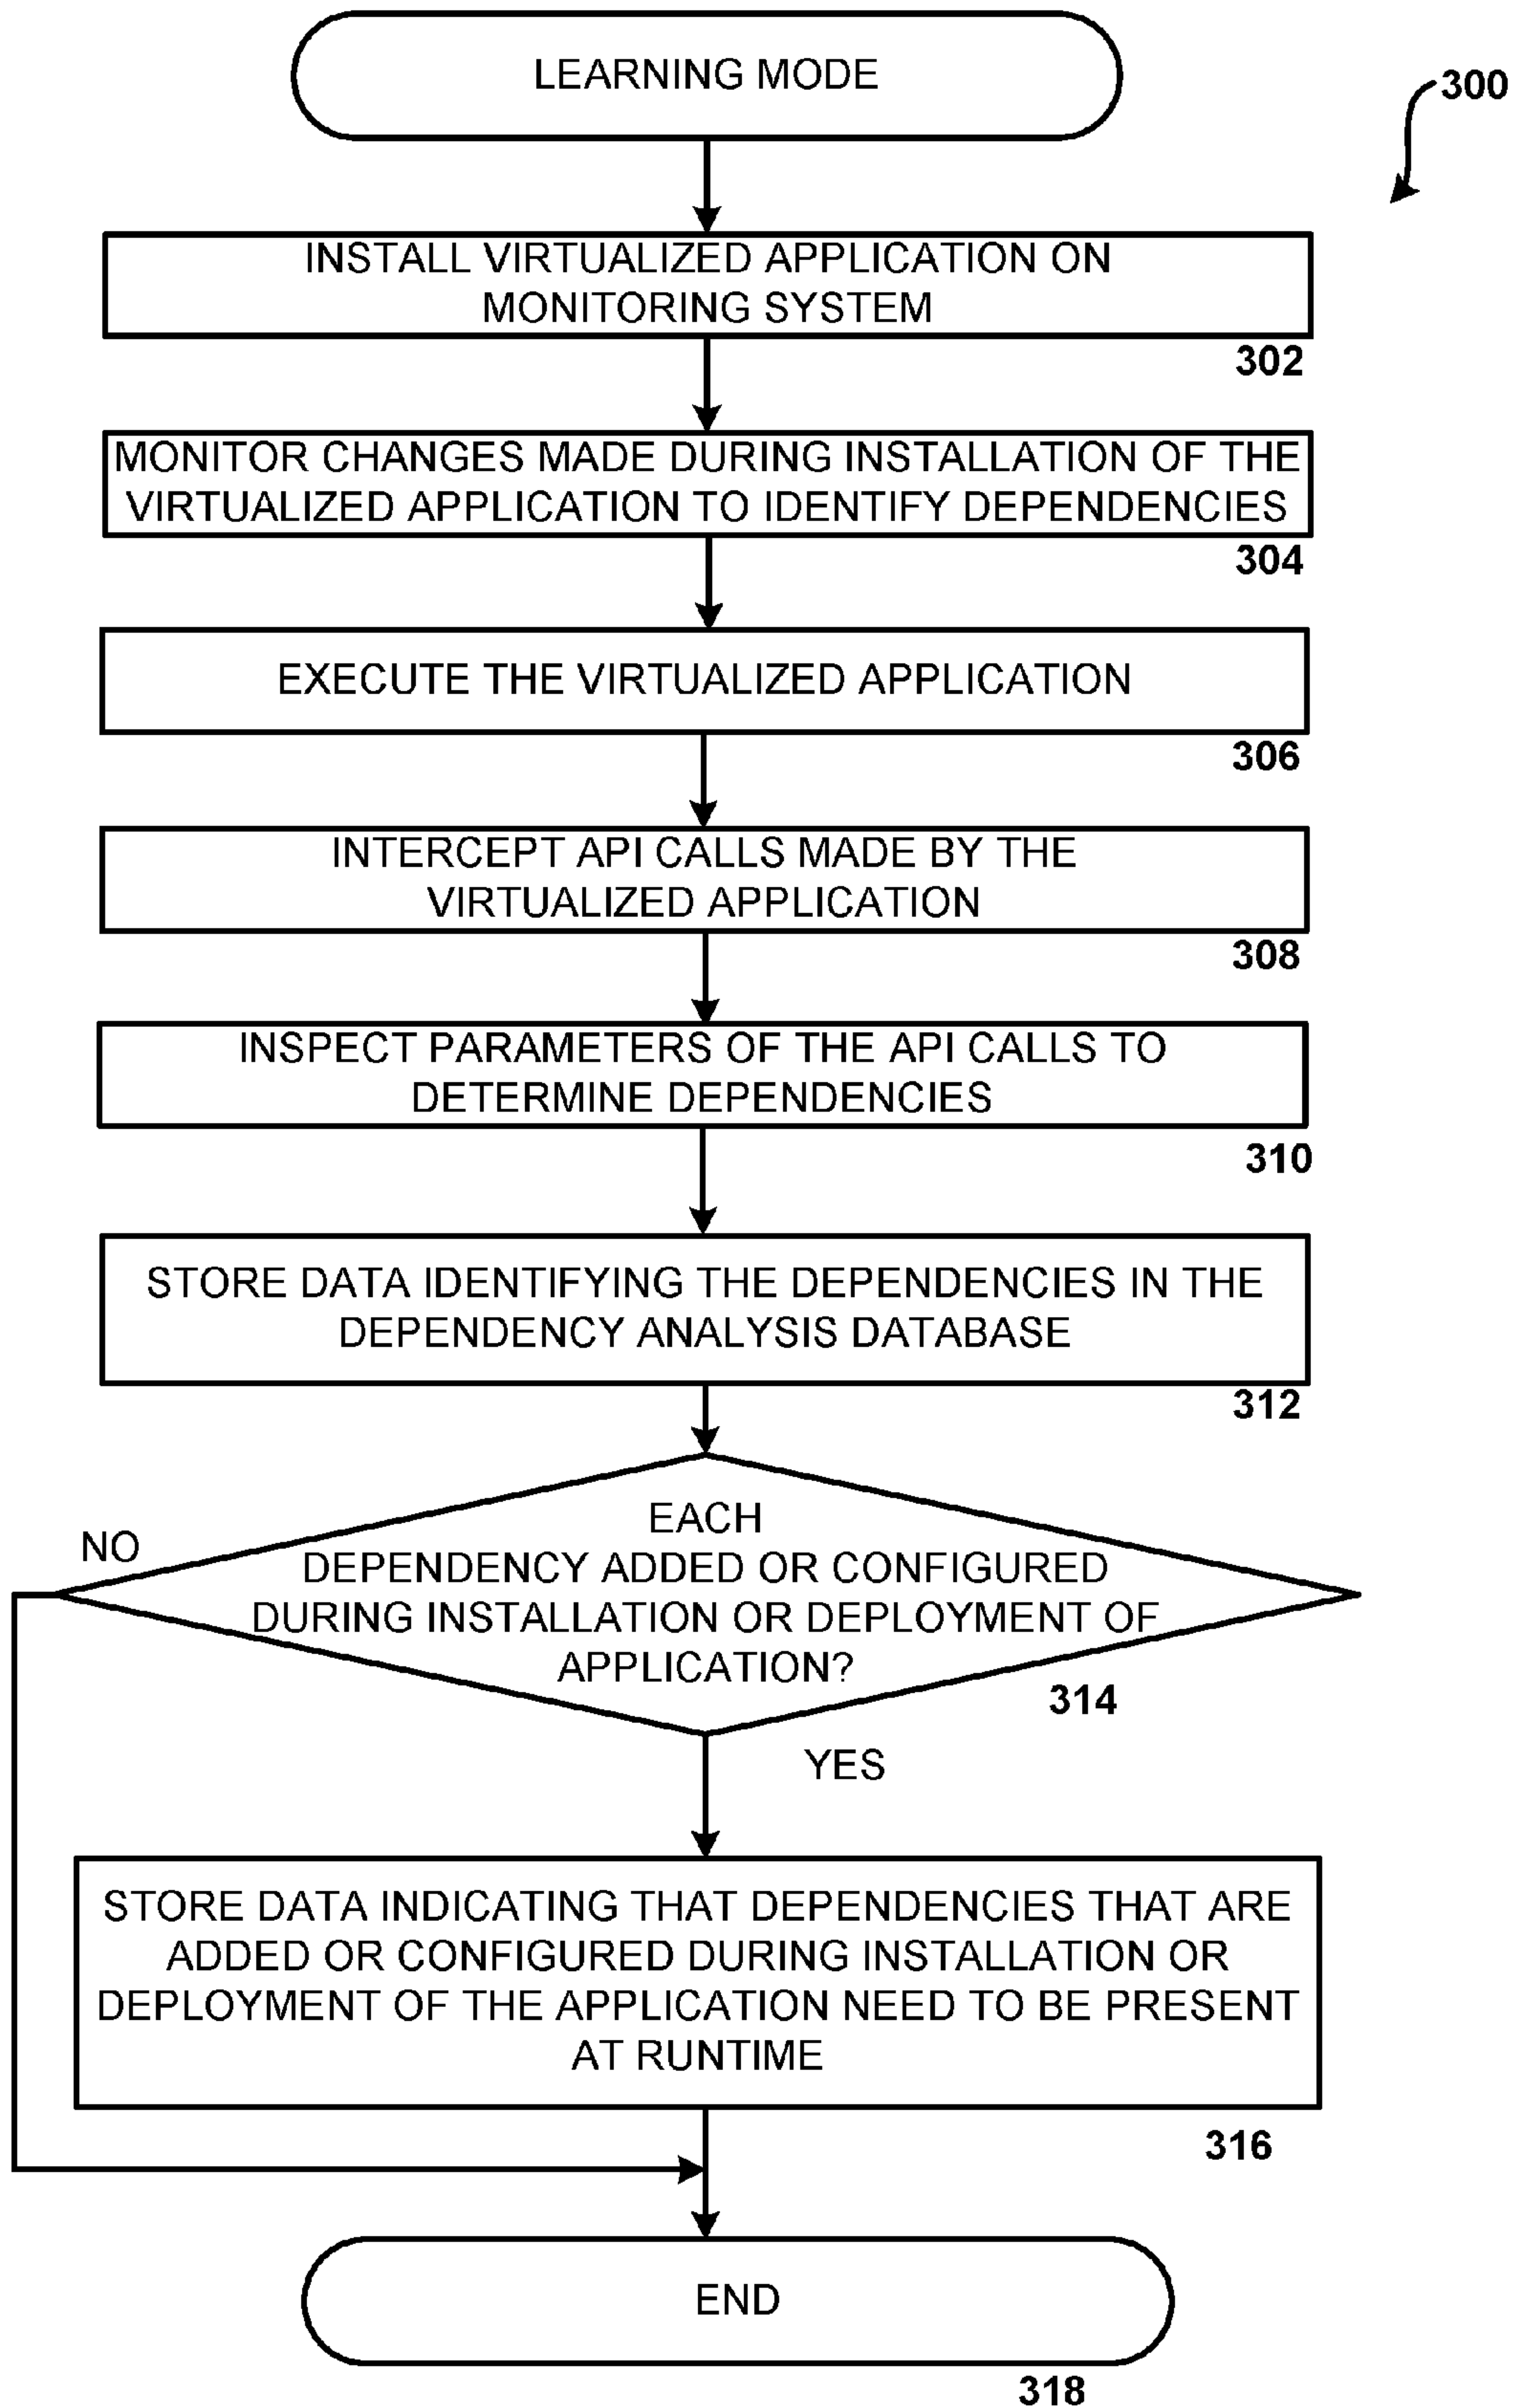 LEARNING MODE
300
INSTALL VIRTUALIZED APPLICATION ON
MONITORING SYSTEM
302
MONITOR CHANGES MADE DURING INSTALLATION OF THE
VIRTUALIZED APPLICATION TO IDENTIFY DEPENDENCIES
304
EXECUTE THE VIRTUALIZED APPLICATION
306
INTERCEPT API CALLS MADE BY THE
VIRTUALIZED APPLICATION
308
INSPECT PARAMETERS OF THE API CALLS TO
DETERMINE DEPENDENCIES
310
STORE DATA IDENTIFYING THE DEPENDENCIES IN THE
DEPENDENCY ANALYSIS DATABASE
312
EACH
DEPENDENCY ADDED OR CONFIGURED
DURING INSTALLATION OR DEPLOYMENT OF
APPLICATION?
314
NO
YES
STORE DATA INDICATING THAT DEPENDENCIES THAT ARE
ADDED OR CONFIGURED DURING INSTALLATION OR
DEPLOYMENT OF THE APPLICATION NEED TO BE PRESENT
AT RUNTIME
316
END
318